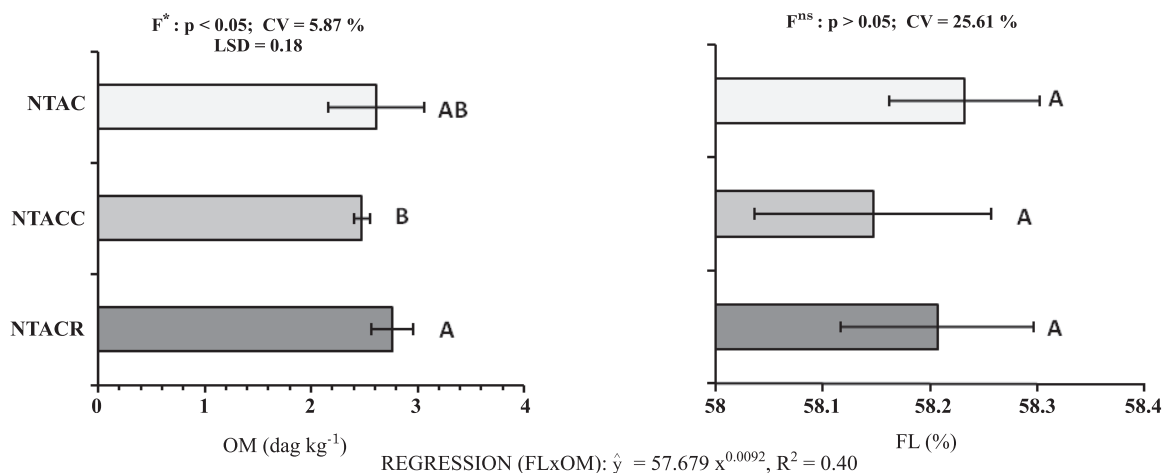 F* : p < 0.05; CV = 5.87 %
LSD = 0.18
Fns : p > 0.05; CV = 25.61 %
NTAC
AB
A
NTACC
B
A
NTACR
A
A
0 1 2 3 4
58 58.1 58.2 58.3 58.4
OM (dag kg-1)
FL (%)
REGRESSION (FLxOM): ŷ = 57.679 x0.0092, R2 = 0.40